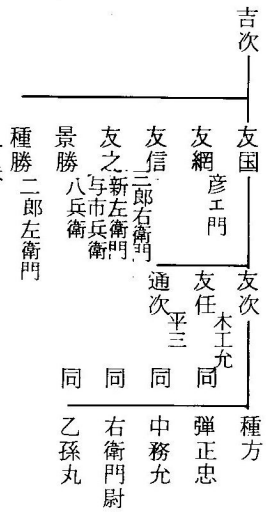 吉次
友国
友網 彦エ門
友信 三郎右衛門
友之 新左衛門
与市兵衛
景勝 八兵衛
種勝 二郎左衛門
友次 木工允
友任 平三
通次
種方
同 弾正忠
同 中務允
同 右衛門尉
同 乙孫丸